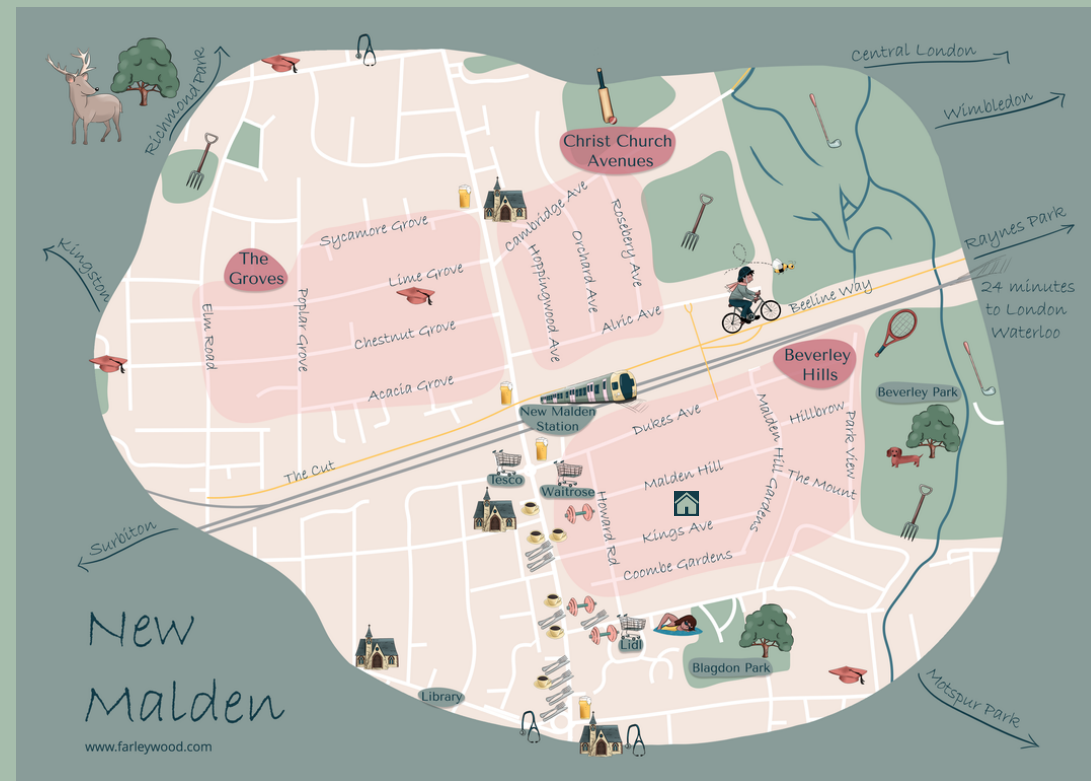 Richmond Park
Central London
Wimbledon
Christ Church
Avenues
Kingston
Sycamore Grove
Cambridge Ave
Rosebery Ave
Raynes Park
The
Groves
Lime Grove
Hoppingwood Ave
Orchard Ave
24 minutes
to London
Waterloo
Elm Road
Poplar Grove
Chestnut Grove
Alric Ave
Beeline Way
Acacia Grove
Beverley
Hills
Beverley Park
New Malden
Station
Dukes Ave
Malden Hill Gardens
Hillbrow
Park View
The Cut
Tesco
Waitrose
Malden Hill
The Mount
Howard Rd
Kings Ave
Surbiton
Coombe Gardens
New
Malden
Lidl
Blagdon Park
Library
Motspur Park
www.farleywood.com